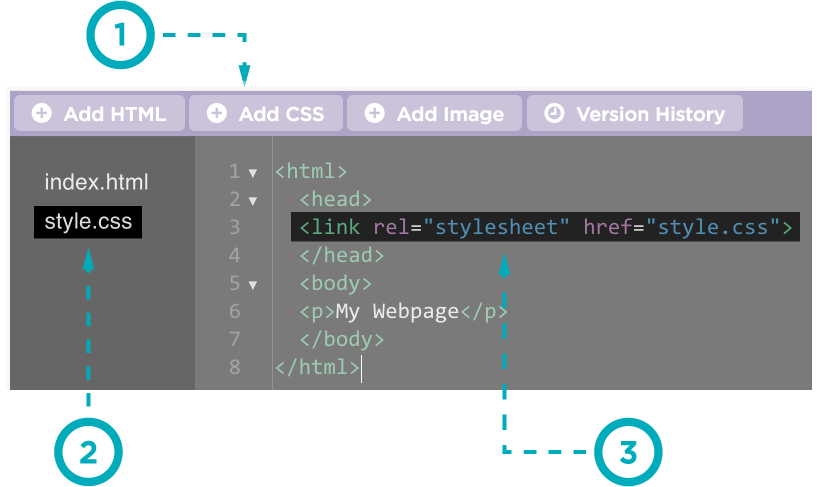 1
Add HTML Add CSS Add Image Version History
index.html
style.css
1 <html>
2 <head>
3 <link rel="stylesheet" href="style.css">
4 </head>
5 <body>
6 <p>My Webpage</p>
7 </body>
8 </html>
2
3